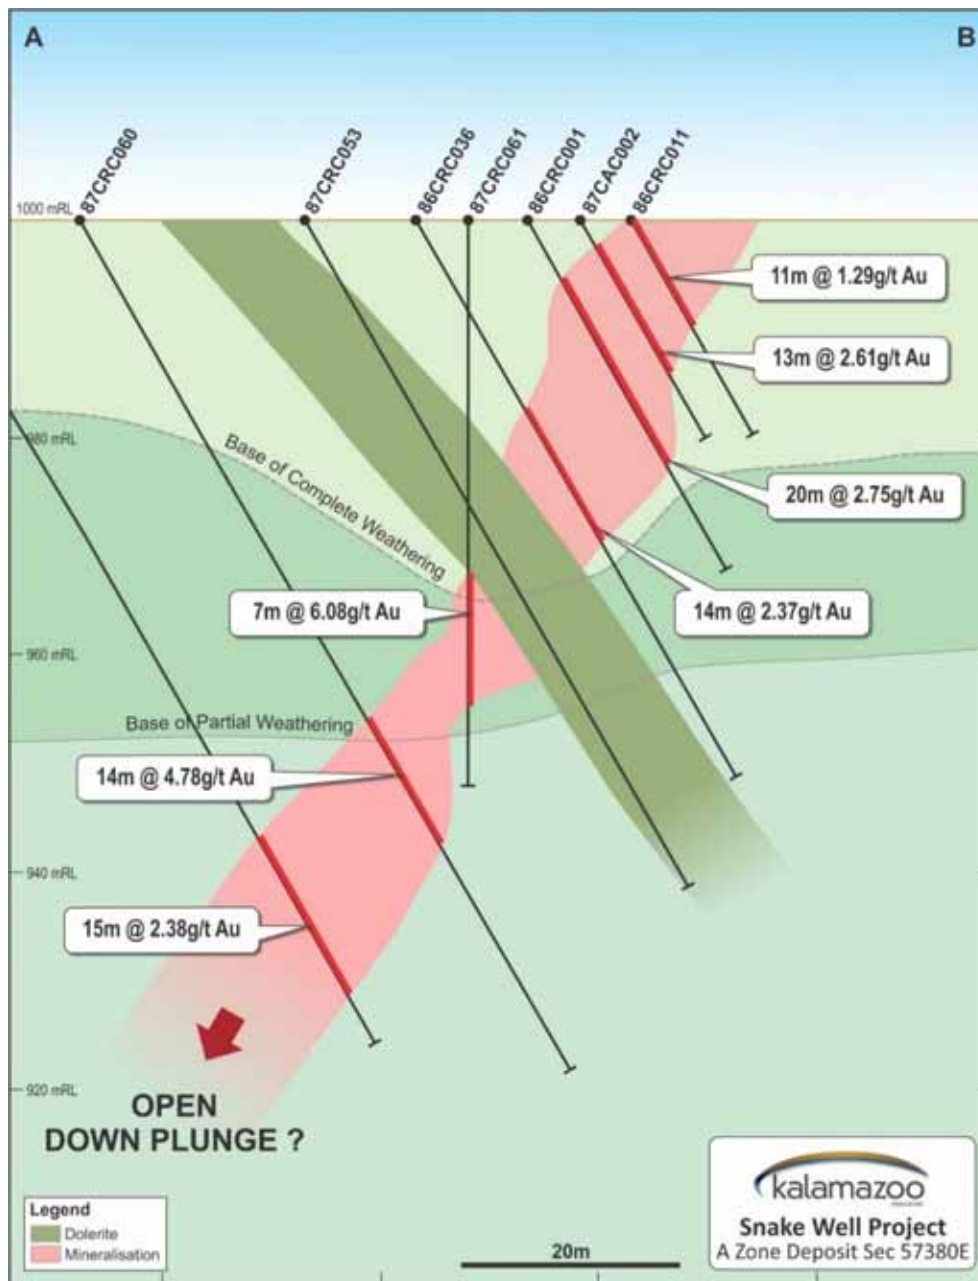 A
B
87CRC060
87CRC053
86CRC036
87CRC061
86CRC001
87CAC002
86CRC011
1000 mRL
11m @ 1.29g/t Au
13m @ 2.61g/t Au
980 mRL
Base of Complete Weathering
20m @ 2.75g/t Au
7m @ 6.08g/t Au
14m @ 2.37g/t Au
960 mRL
Base of Partial Weathering
14m @ 4.78g/t Au
940 mRL
15m @ 2.38g/t Au
920 mRL
OPEN
DOWN PLUNGE ?
Legend
Dolerite
Mineralisation
20m
kalamazoo
Snake Well Project
A Zone Deposit Sec 57380E